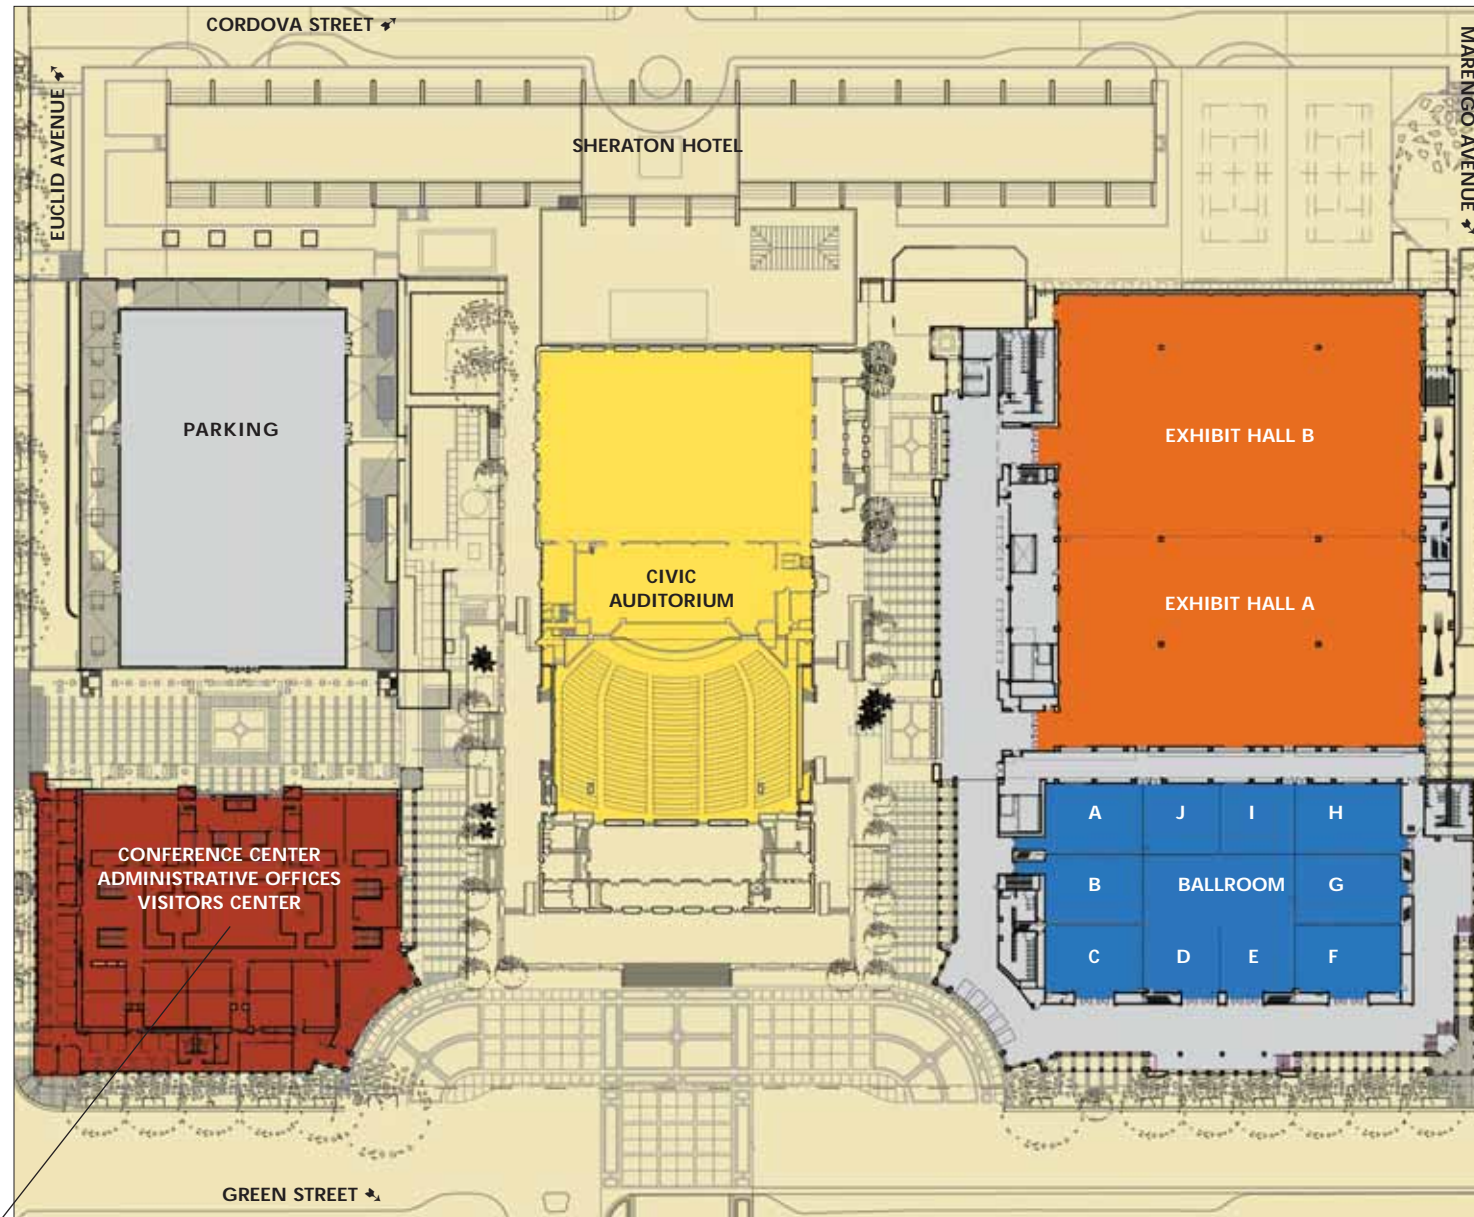 CORDOVA STREET
MARENGO AVENUE
EUCLID AVENUE
SHERATON HOTEL
PARKING
EXHIBIT HALL B
CIVIC
AUDITORIUM
EXHIBIT HALL A
A J I H
CONFERENCE CENTER
ADMINISTRATIVE OFFICES
VISITORS CENTER
B BALLROOM G
C D E F
GREEN STREET